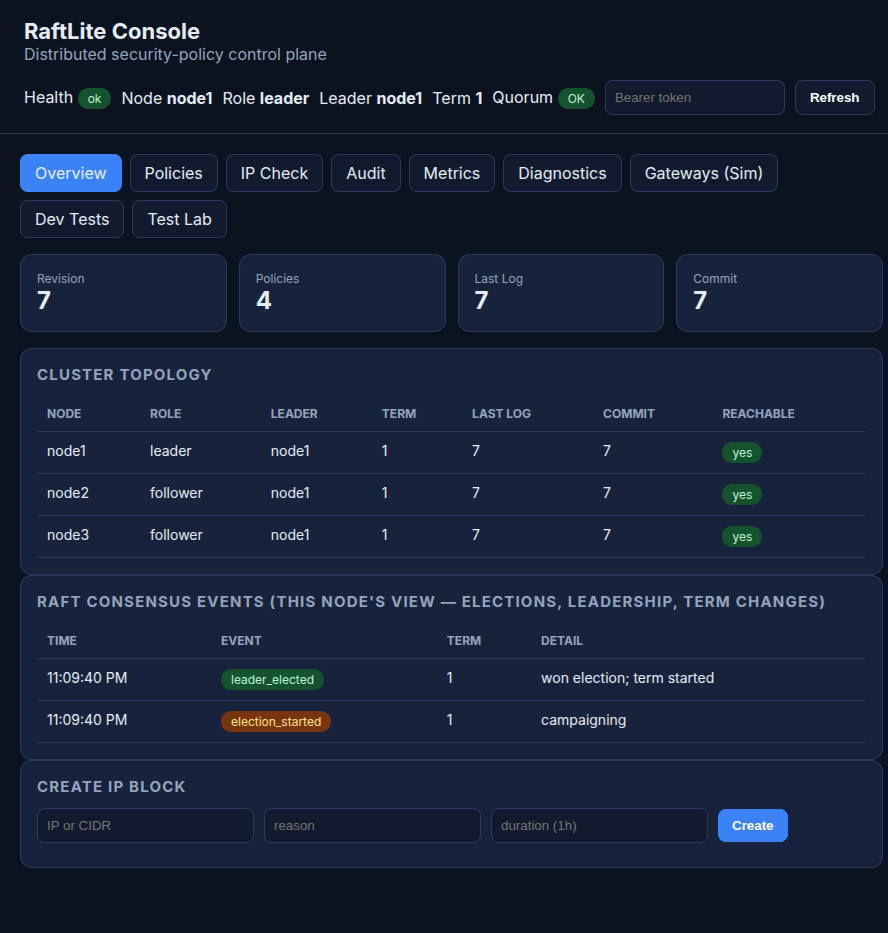 RaftLite Console
Distributed security-policy control plane
Health ok Node node1 Role leader Leader node1 Term 1 Quorum OK Bearer token Refresh
Overview Policies IP Check Audit Metrics Diagnostics Gateways (Sim)
Dev Tests Test Lab
Revision Policies Last Log Commit
7 4 7 7
CLUSTER TOPOLOGY
NODE ROLE LEADER TERM LAST LOG COMMIT REACHABLE
node1 leader node1 1 7 7 yes
node2 follower node1 1 7 7 yes
node3 follower node1 1 7 7 yes
RAFT CONSENSUS EVENTS (THIS NODE'S VIEW — ELECTIONS, LEADERSHIP, TERM CHANGES)
TIME EVENT TERM DETAIL
11:09:40 PM leader_elected 1 won election; term started
11:09:40 PM election_started 1 campaigning
CREATE IP BLOCK
IP or CIDR reason duration (1h) Create